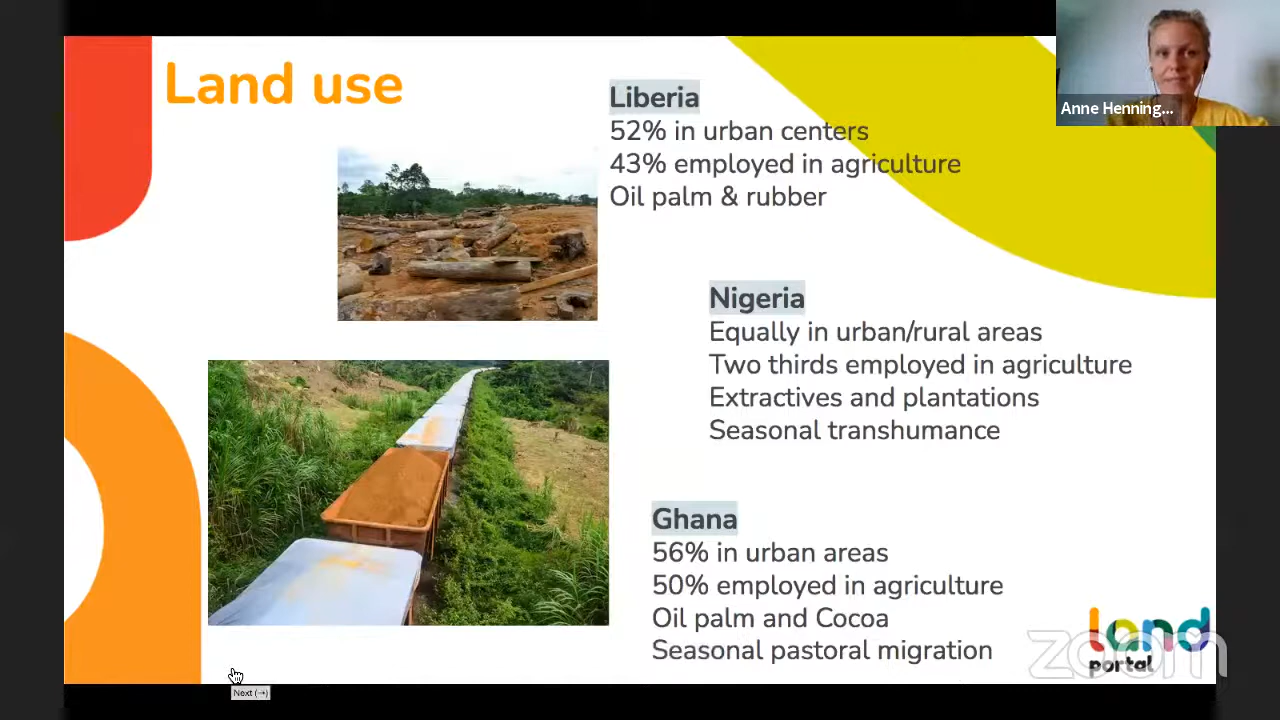 Land use
Liberia
52% in urban centers
43% employed in agriculture
Oil palm & rubber
Nigeria
Equally in urban/rural areas
Two thirds employed in agriculture
Extractives and plantations
Seasonal transhumance
Ghana
56% in urban areas
50% employed in agriculture
Oil palm and Cocoa
Seasonal pastoral migration
Anne Henning...
land
portal
zoom
Next (→)